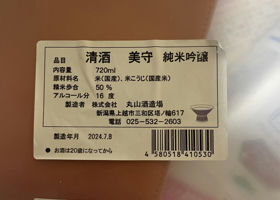 品目 清酒 美守 純米吟醸
内容量 720ml
原材料名 米(国産)、米こうじ(国産米)
精米歩合 50 %
アルコール分 16 度
製造者 株式会社 丸山酒造場
新潟県上越市三和区塔ノ輪617
電話 025-532-2603
製造年月 2024.7.8
● お酒は20歳になってから
4 580518 410530